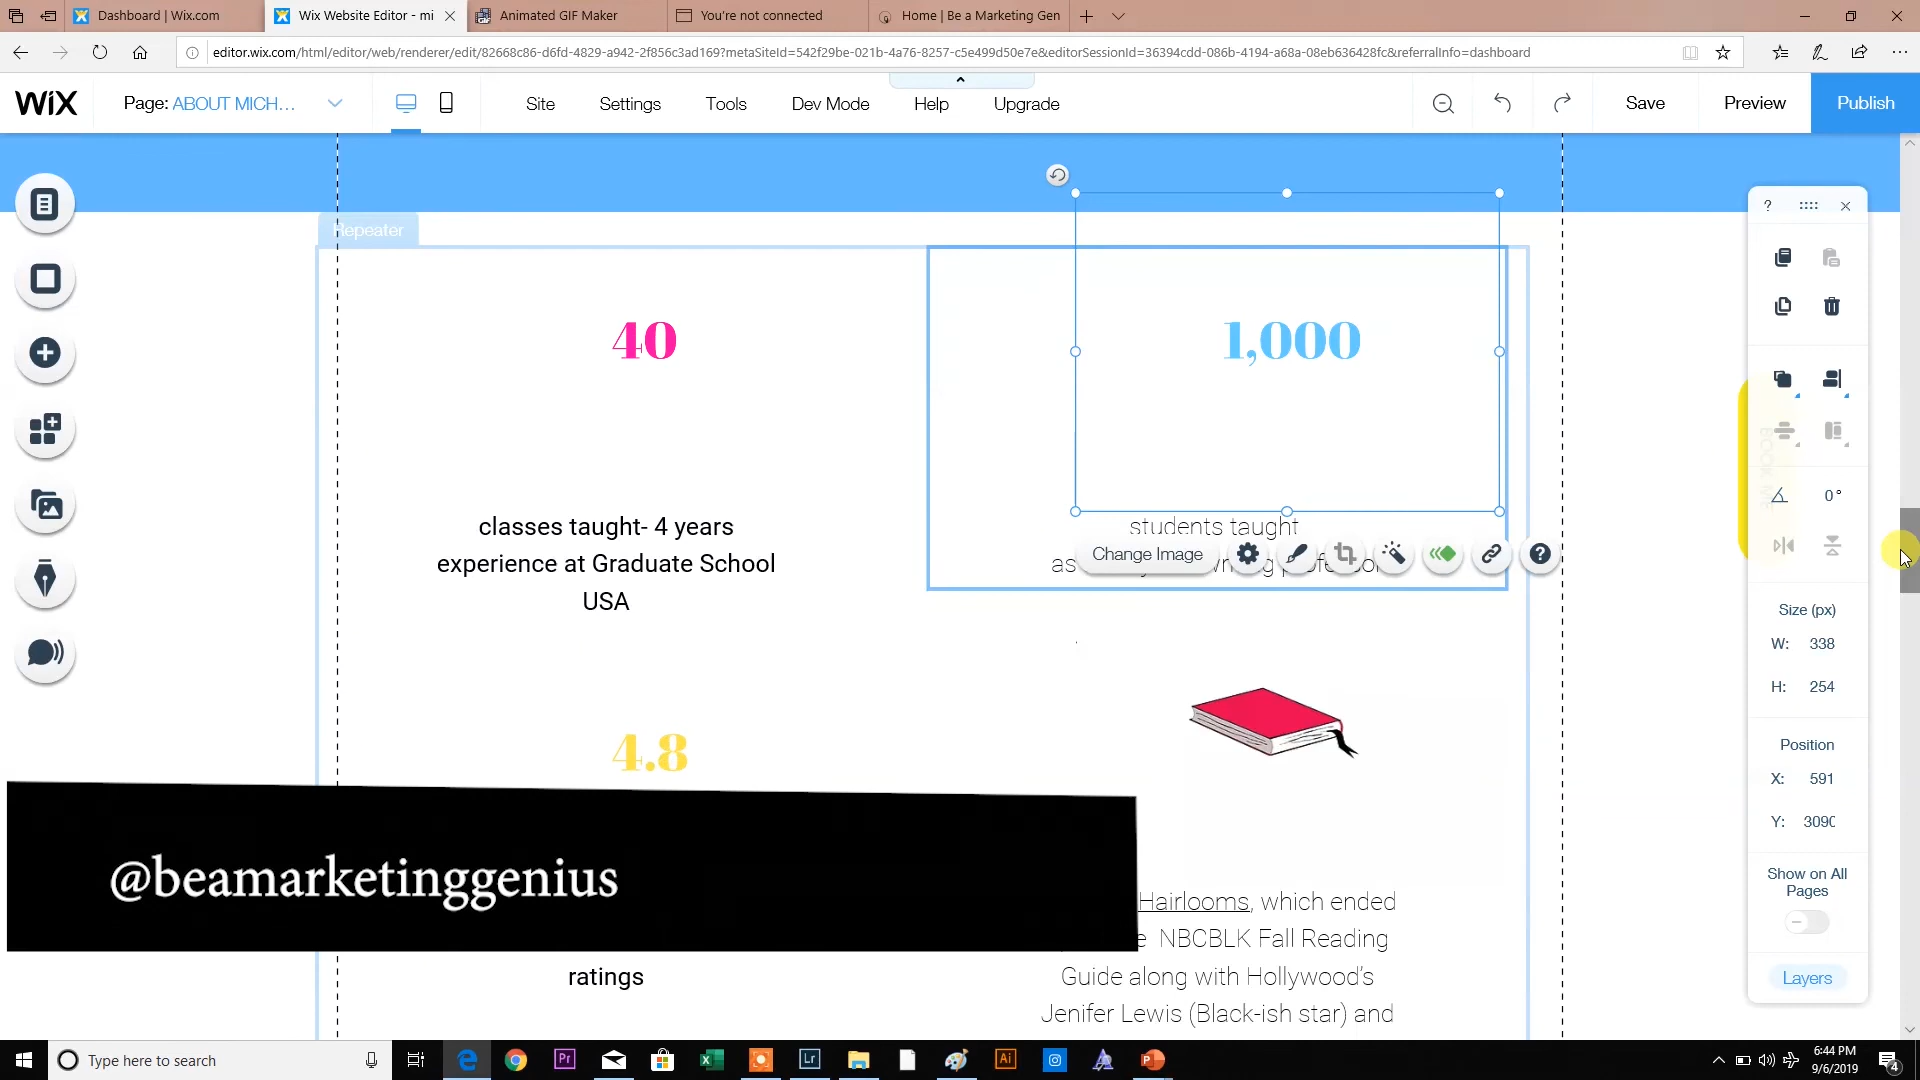 Dashboard | Wix.com
Wix Website Editor - mi
Animated GIF Maker
You're not connected
Home | Be a Marketing Gen
editor.wix.com/html/editor/web/renderer/edit/82668c86-d6fd-4829-a942-2f856c3ad169?metaSiteId=542f29be-021b-4a76-8257-c5e499d50e7e&editorSessionId=36394cdd-086b-4194-a68a-08eb636428fc&referralInfo=dashboard
WiX
Page: ABOUT MICH...
Site
Settings
Tools
Dev Mode
Help
Upgrade
Save
Preview
Publish
Repeater
40
1,000
classes taught- 4 years
experience at Graduate School
USA
students taught
Change Image
4.8
ratings
@beamarketinggenius
Hairlooms, which ended
NBCBLK Fall Reading
Guide along with Hollywood's
Jenifer Lewis (Black-ish star) and
?
0°
Size (px)
W: 338
H: 254
Position
X: 591
Y: 3090
Show on All
Pages
Layers
Type here to search
Pr
Lr
Ai
6:44 PM
9/6/2019
4